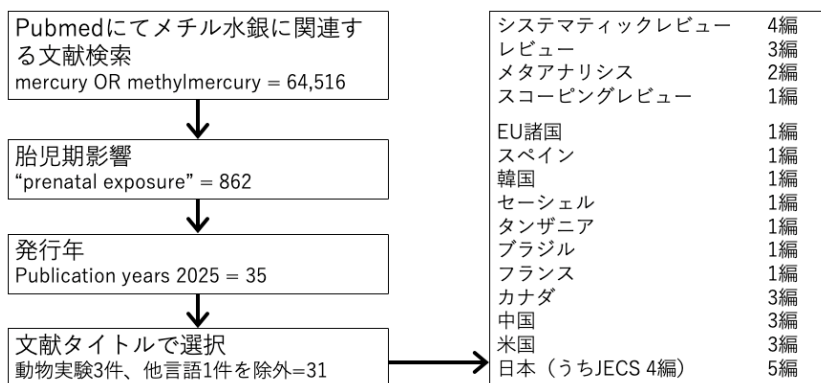 Pubmedにてメチル水銀に関連す
る文献検索
mercury OR methylmercury = 64,516
胎児期影響
“prenatal exposure” = 862
発行年
Publication years 2025 = 35
文献タイトルで選択
動物実験3件、他言語1件を除外=31
システマティックレビュー 4編
レビュー 3編
メタアナリシス 2編
スコーピングレビュー 1編
EU諸国 1編
スペイン 1編
韓国 1編
セーシェル 1編
タンザニア 1編
ブラジル 1編
フランス 1編
カナダ 3編
中国 3編
米国 3編
日本（うちJECS 4編） 5編